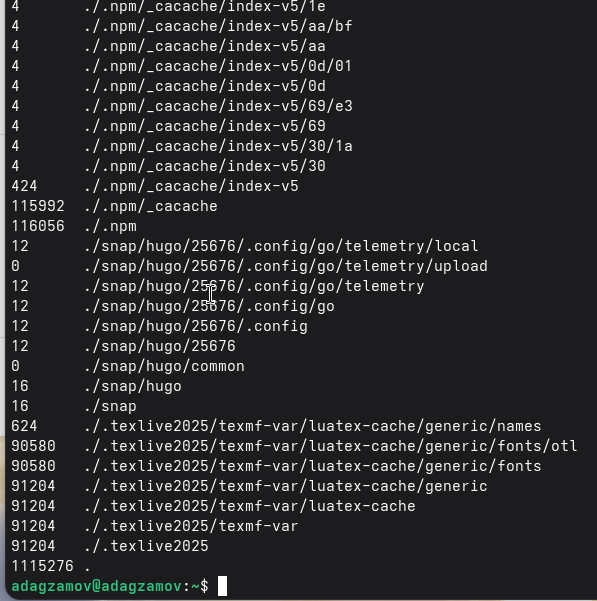 4 ./.npm/_cacache/index-v5/1e
4 ./.npm/_cacache/index-v5/aa/bf
4 ./.npm/_cacache/index-v5/aa
4 ./.npm/_cacache/index-v5/0d/01
4 ./.npm/_cacache/index-v5/0d
4 ./.npm/_cacache/index-v5/69/e3
4 ./.npm/_cacache/index-v5/69
4 ./.npm/_cacache/index-v5/30/1a
4 ./.npm/_cacache/index-v5/30
424 ./.npm/_cacache/index-v5
115992 ./.npm/_cacache
116056 ./.npm
12 ./snap/hugo/25676/.config/go/telemetry/local
0 ./snap/hugo/25676/.config/go/telemetry/upload
12 ./snap/hugo/25676/.config/go/telemetry
12 ./snap/hugo/25676/.config/go
12 ./snap/hugo/25676/.config
12 ./snap/hugo/25676
0 ./snap/hugo/common
16 ./snap/hugo
16 ./snap
624 ./.texlive2025/texmf-var/luatex-cache/generic/names
90580 ./.texlive2025/texmf-var/luatex-cache/generic/fonts/otl
90580 ./.texlive2025/texmf-var/luatex-cache/generic/fonts
91204 ./.texlive2025/texmf-var/luatex-cache/generic
91204 ./.texlive2025/texmf-var/luatex-cache
91204 ./.texlive2025/texmf-var
91204 ./.texlive2025
1115276 .
adagzamov@adagzamov:~$